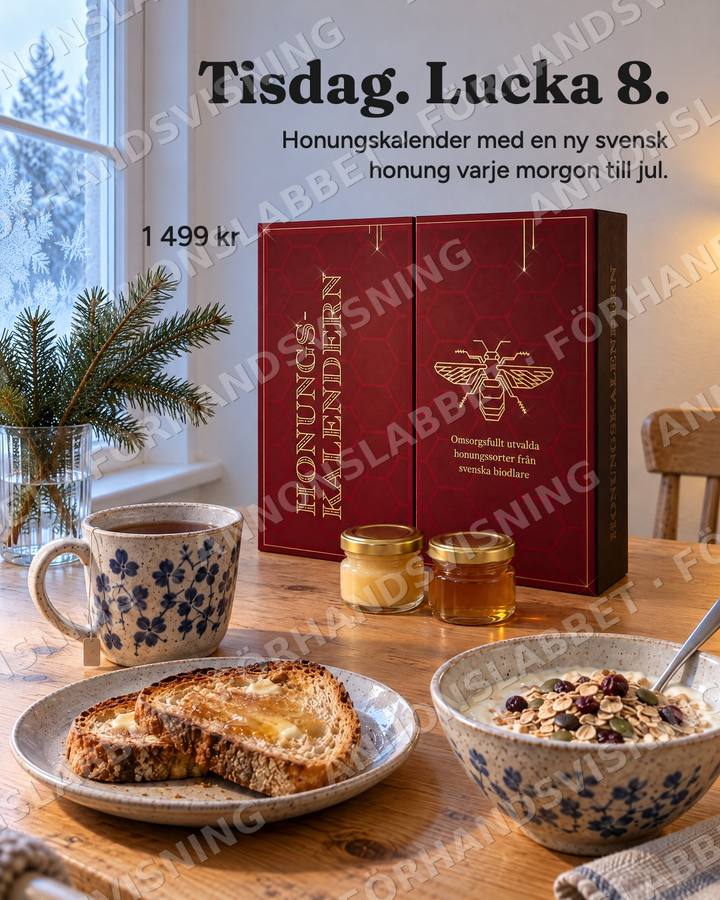 Tisdag. Lucka 8.
Honungskalender med en ny svensk
honung varje morgon till jul.
1 499 kr
HONUNGS-
KALENDERN
Omsorgsfullt utvalda
honungssorter från
svenska biodlare
HONUNGSKALENDERN
ANNONSLABBET · FÖRHANDSVISNING